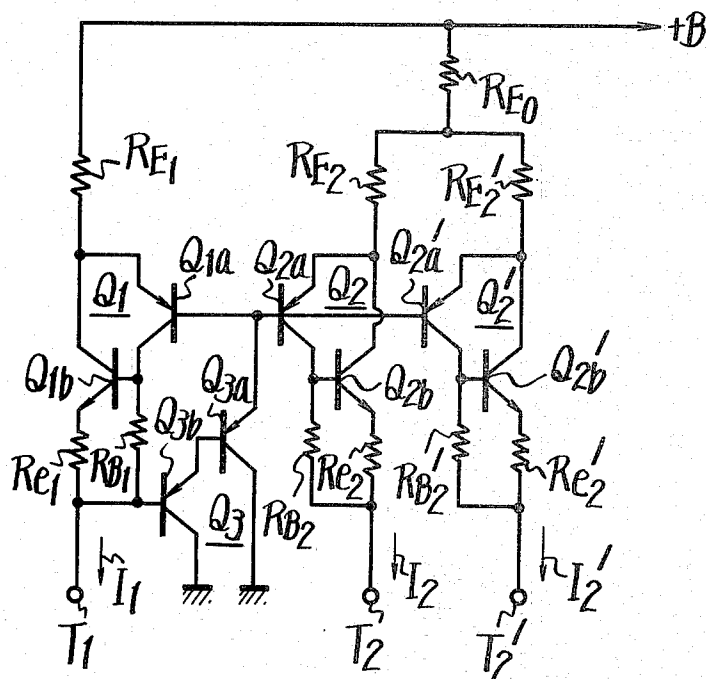 +B
RE0
RE1
RE2
RE2'
Q1a
Q2a
Q2a'
Q1
Q2
Q2'
Q1b
Q3a
Q2b
Q2b'
Q3b
Re1
RB1
Re2
RB2'
Re2'
Q3
RB2
I1
I2
I2'
T1
T2
T2'